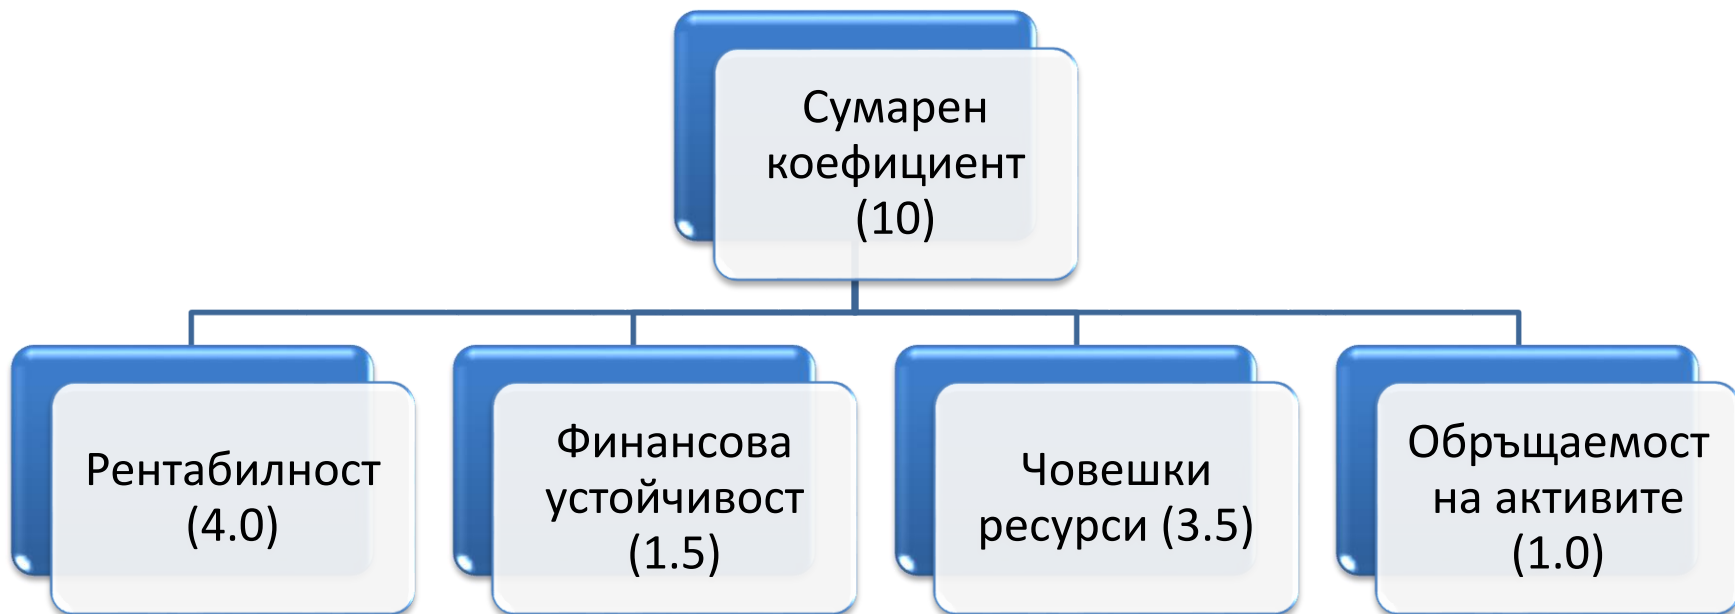 Сумарен
коефициент
(10)
Рентабилност
(4.0)
Финансова
устойчивост
(1.5)
Човешки
ресурси (3.5)
Обръщаемост
на активите
(1.0)